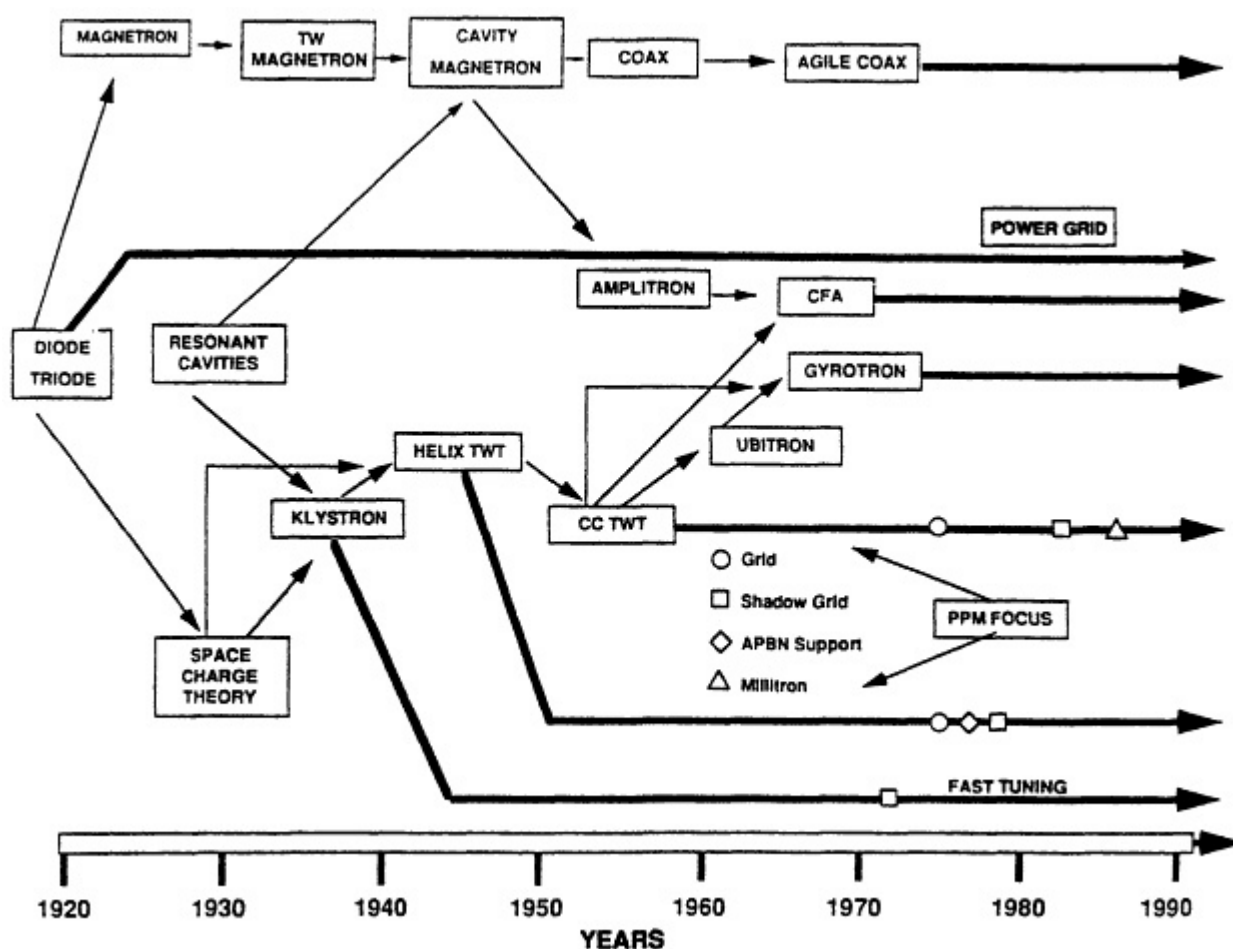 MAGNETRON
TW
MAGNETRON
CAVITY
MAGNETRON
COAX
AGILE COAX
POWER GRID
AMPLITRON
CFA
DIODE
TRIODE
RESONANT
CAVITIES
GYROTRON
HELIX TWT
UBITRON
KLYSTRON
CC TWT
Grid
Shadow Grid
APBN Support
Millitron
PPM FOCUS
SPACE
CHARGE
THEORY
FAST TUNING
1920 1930 1940 1950 1960 1970 1980 1990
YEARS